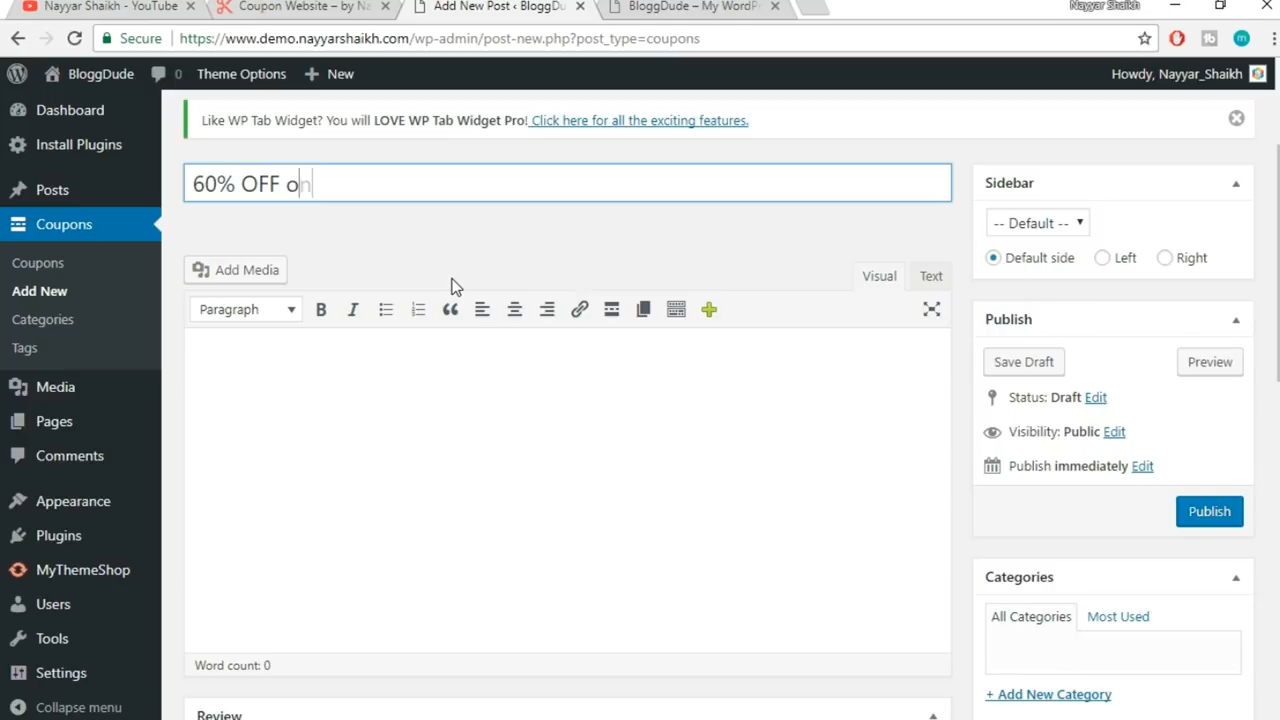 Nayyar Shaikh - YouTube
Coupon Website – by Na
Add New Post ‹ BloggDu
BloggDude – My WordP
Nayyar Shaikh
Secure
https://www.demo.nayyarshaikh.com/wp-admin/post-new.php?post_type=coupons
BloggDude
0
Theme Options
New
Howdy, Nayyar_Shaikh
Dashboard
Install Plugins
Posts
Coupons
Coupons
Add New
Categories
Tags
Media
Pages
Comments
Appearance
Plugins
MyThemeShop
Users
Tools
Settings
Collapse menu
Like WP Tab Widget? You will LOVE WP Tab Widget Pro! Click here for all the exciting features.
60% OFF on
Add Media
Visual
Text
Paragraph
Word count: 0
Review
Sidebar
-- Default --
Default side
Left
Right
Publish
Save Draft
Preview
Status: Draft Edit
Visibility: Public Edit
Publish immediately Edit
Publish
Categories
All Categories
Most Used
+ Add New Category